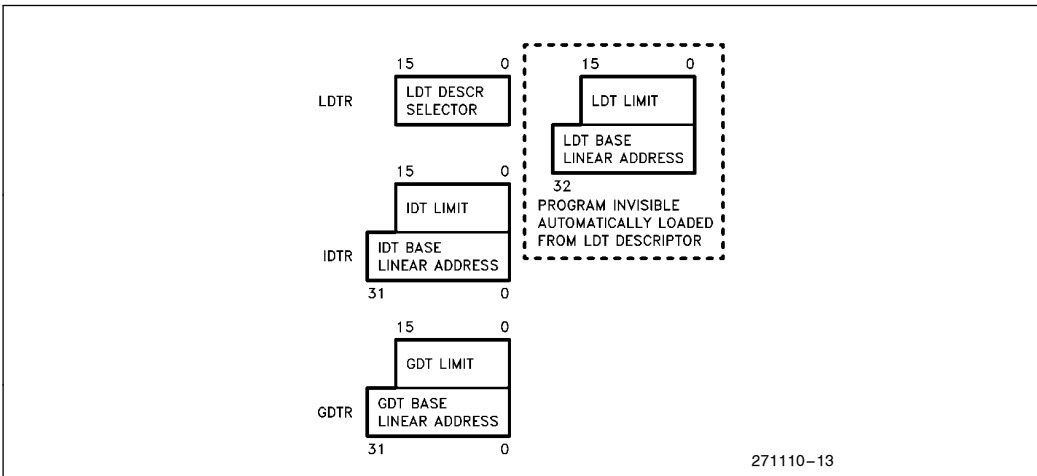 15 0
LDTR
LDT DESCR
SELECTOR
15 0
LDT LIMIT
LDT BASE
LINEAR ADDRESS
32
PROGRAM INVISIBLE
AUTOMATICALLY LOADED
FROM LDT DESCRIPTOR
15 0
IDT LIMIT
IDTR
IDT BASE
LINEAR ADDRESS
31 0
15 0
GDT LIMIT
GDTR
GDT BASE
LINEAR ADDRESS
31 0
271110–13